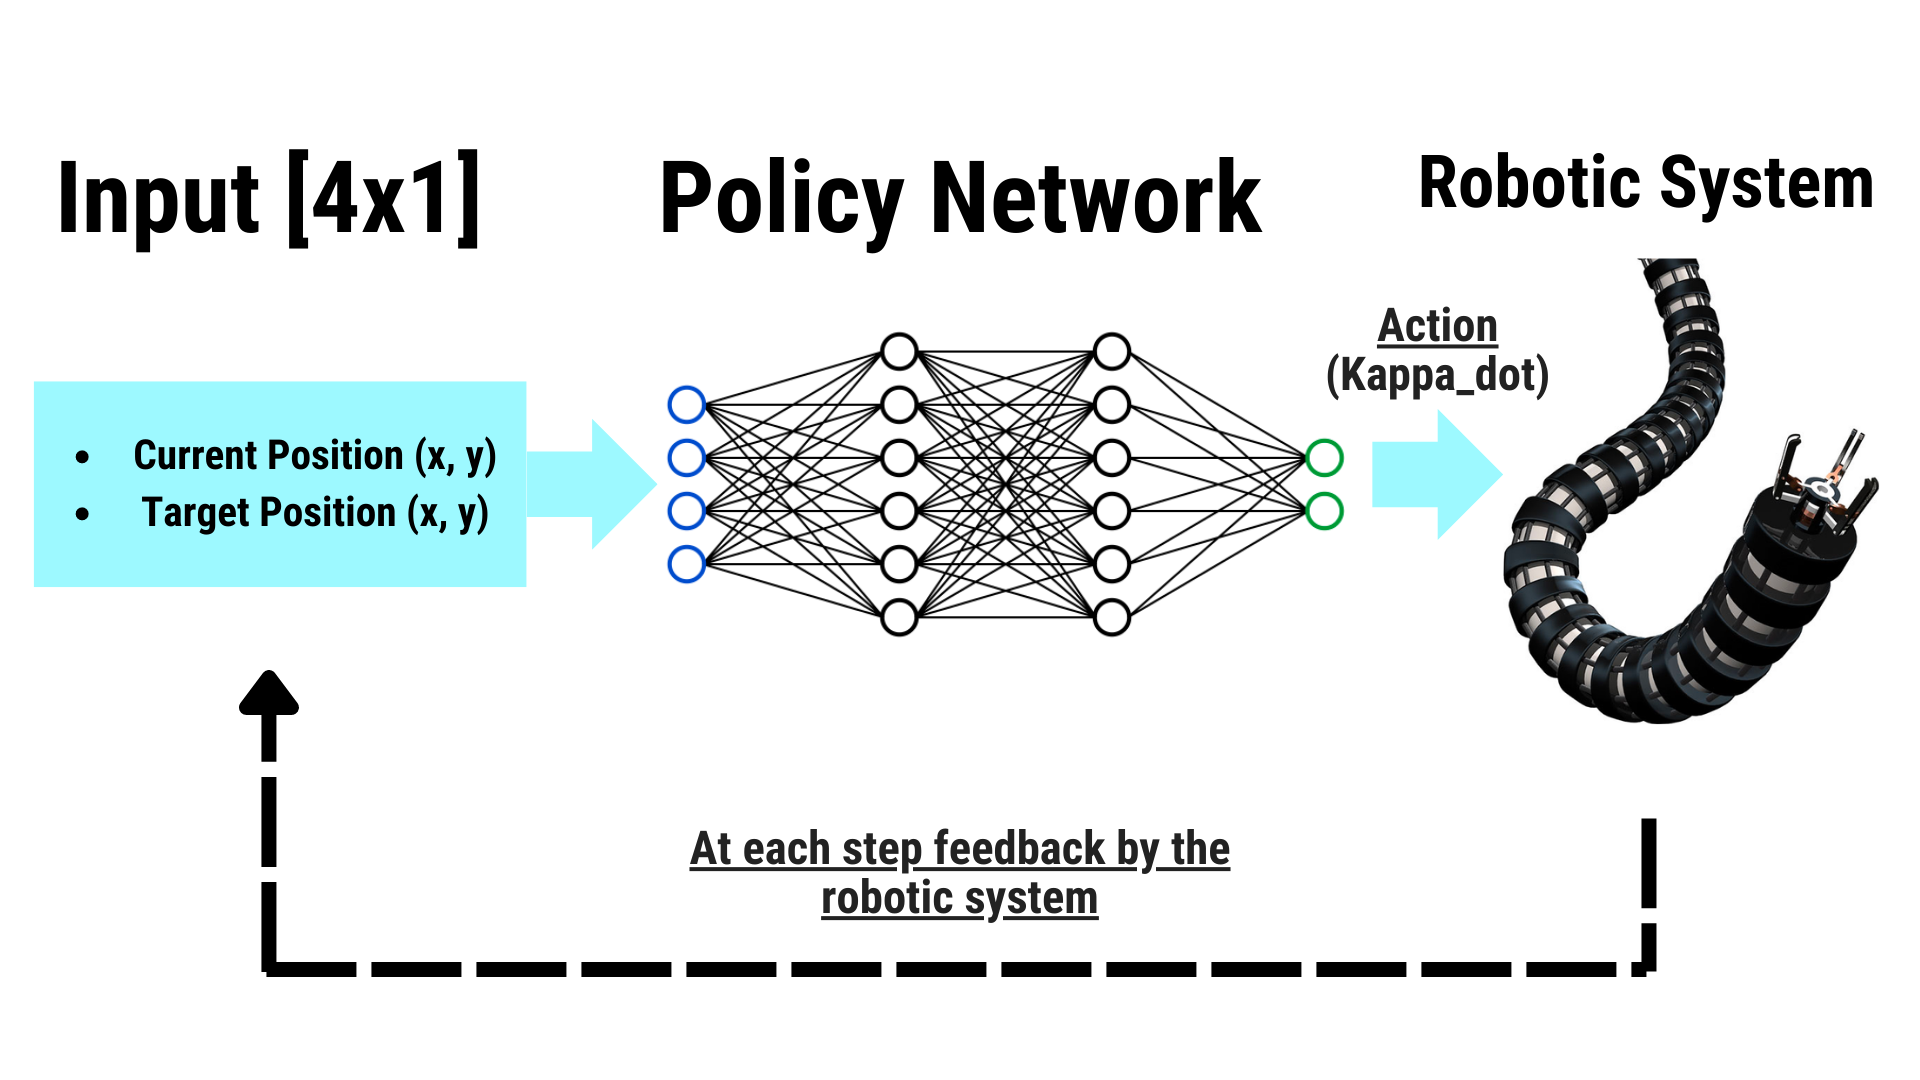 Input [4x1]
Policy Network
Robotic System
Action
(Kappa_dot)
• Current Position (x, y)
• Target Position (x, y)
At each step feedback by the
robotic system